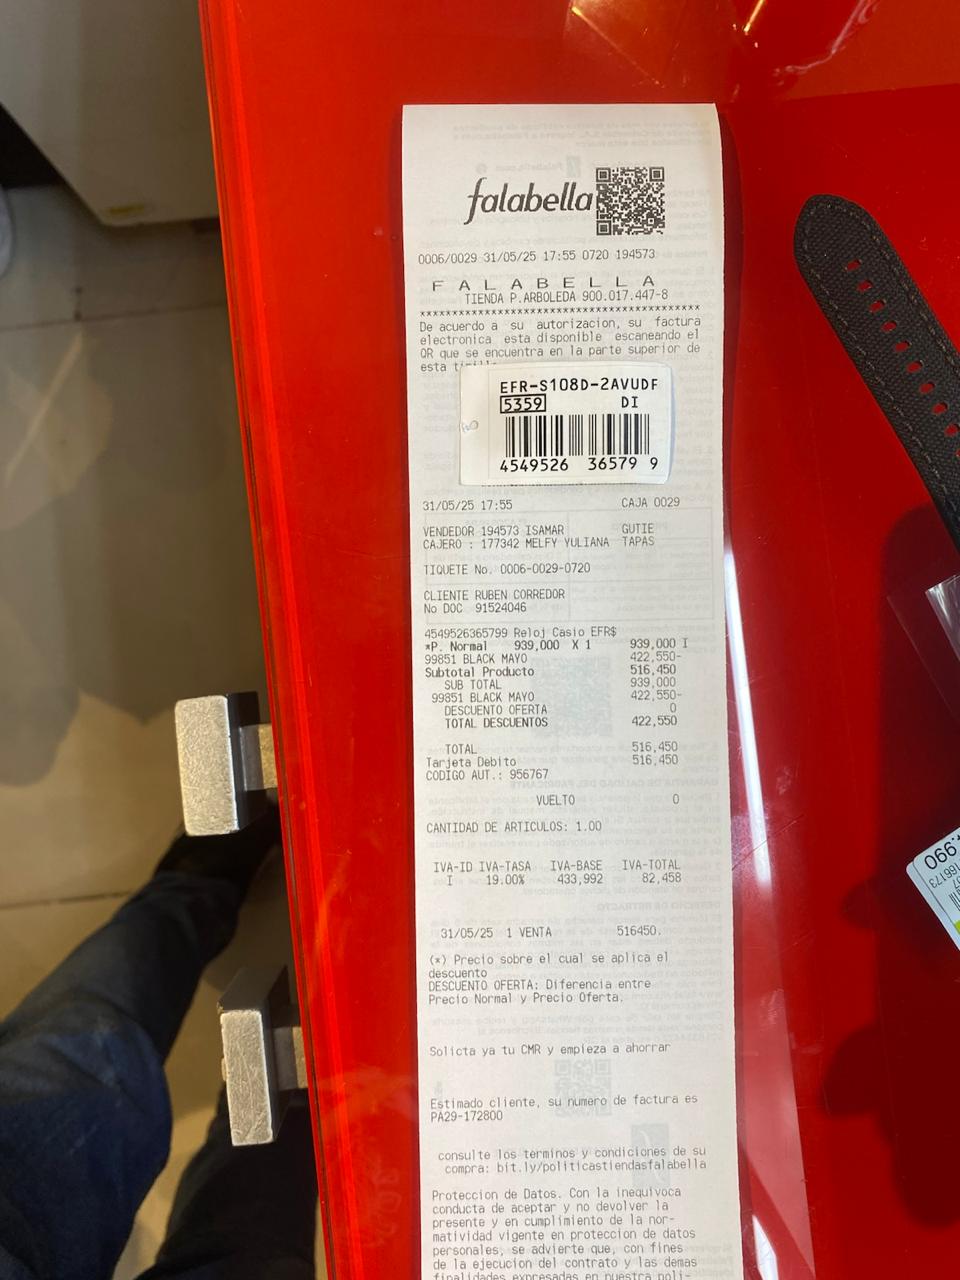 falabella
0006/0029 31/05/25 17:55 0720 194573
F A L A B E L L A
TIENDA P.ARBOLEDA 900.017.447-8
De acuerdo a su autorizacion, su factura
electronica esta disponible escaneando el
QR que se encuentra en la parte superior de
esta
EFR-S108D-2AVUDF
5359 DI
4549526 36579 9
31/05/25 17:55 CAJA 0029
VENDEDOR 194573 ISAMAR GUTIE
CAJERO : 177342 MELFY YULIANA TAPAS
TIQUETE No. 0006-0029-0720
CLIENTE RUBEN CORREDOR
No DOC 91524046
4549526365799 Reloj Casio EFR$
*P. Normal 939,000 X 1 939,000 I
99851 BLACK MAYO 422,550-
Subtotal Producto 516,450
SUB TOTAL 939,000
99851 BLACK MAYO 422,550-
DESCUENTO OFERTA 0
TOTAL DESCUENTOS 422,550
TOTAL 516,450
Tarjeta Debito 516,450
CODIGO AUT.: 956767
VUELTO 0
CANTIDAD DE ARTICULOS: 1.00
IVA-ID IVA-TASA IVA-BASE IVA-TOTAL
I 19.00% 433,992 82,458
31/05/25 1 VENTA 516450.
(*) Precio sobre el cual se aplica el
descuento
DESCUENTO OFERTA: Diferencia entre
Precio Normal y Precio Oferta.
Solicta ya tu CMR y empieza a ahorrar
Estimado cliente, su numero de factura es
PA29-172800
consulte los terminos y condiciones de su
compra: bit.ly/politicastiendasfalabella
Proteccion de Datos. Con la inequivoca
conducta de aceptar y no devolver la
presente y en cumplimiento de la nor-
matividad vigente en proteccion de datos
personales, se advierte que, con fines
de la ejecucion del contrato y las demas
finalidades expresadas en nuestra poli-
.990
166173